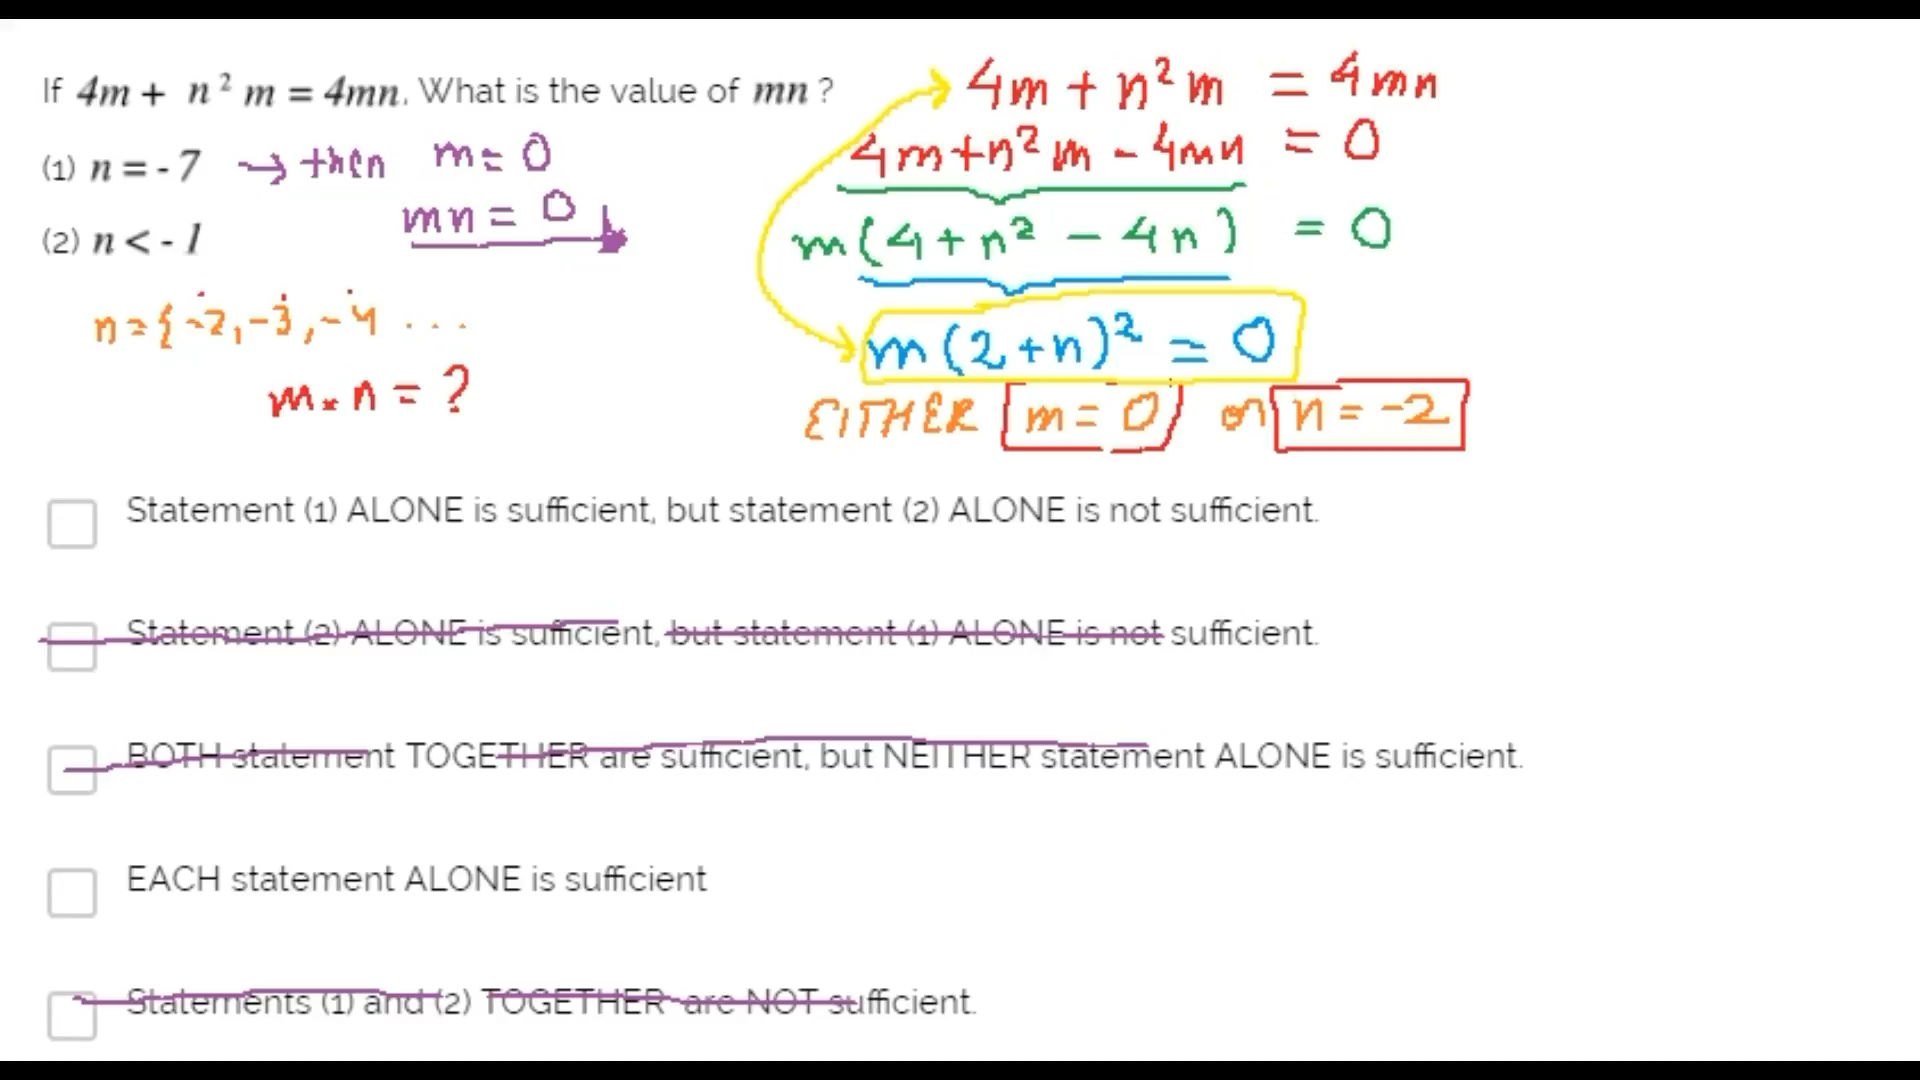 If 4m + n² m = 4mn. What is the value of mn ?
(1) n = - 7 → then m = 0
mn = 0
(2) n < - 1
n = { -2, -3, -4 ...
m . n = ?
4m + n² m = 4mn
4m + n² m - 4mn = 0
m (4 + n² - 4n) = 0
m (2 + n)² = 0
EITHER m = 0 or n = -2
Statement (1) ALONE is sufficient, but statement (2) ALONE is not sufficient.
Statement (2) ALONE is sufficient, but statement (1) ALONE is not sufficient.
BOTH statement TOGETHER are sufficient, but NEITHER statement ALONE is sufficient.
EACH statement ALONE is sufficient
Statements (1) and (2) TOGETHER are NOT sufficient.